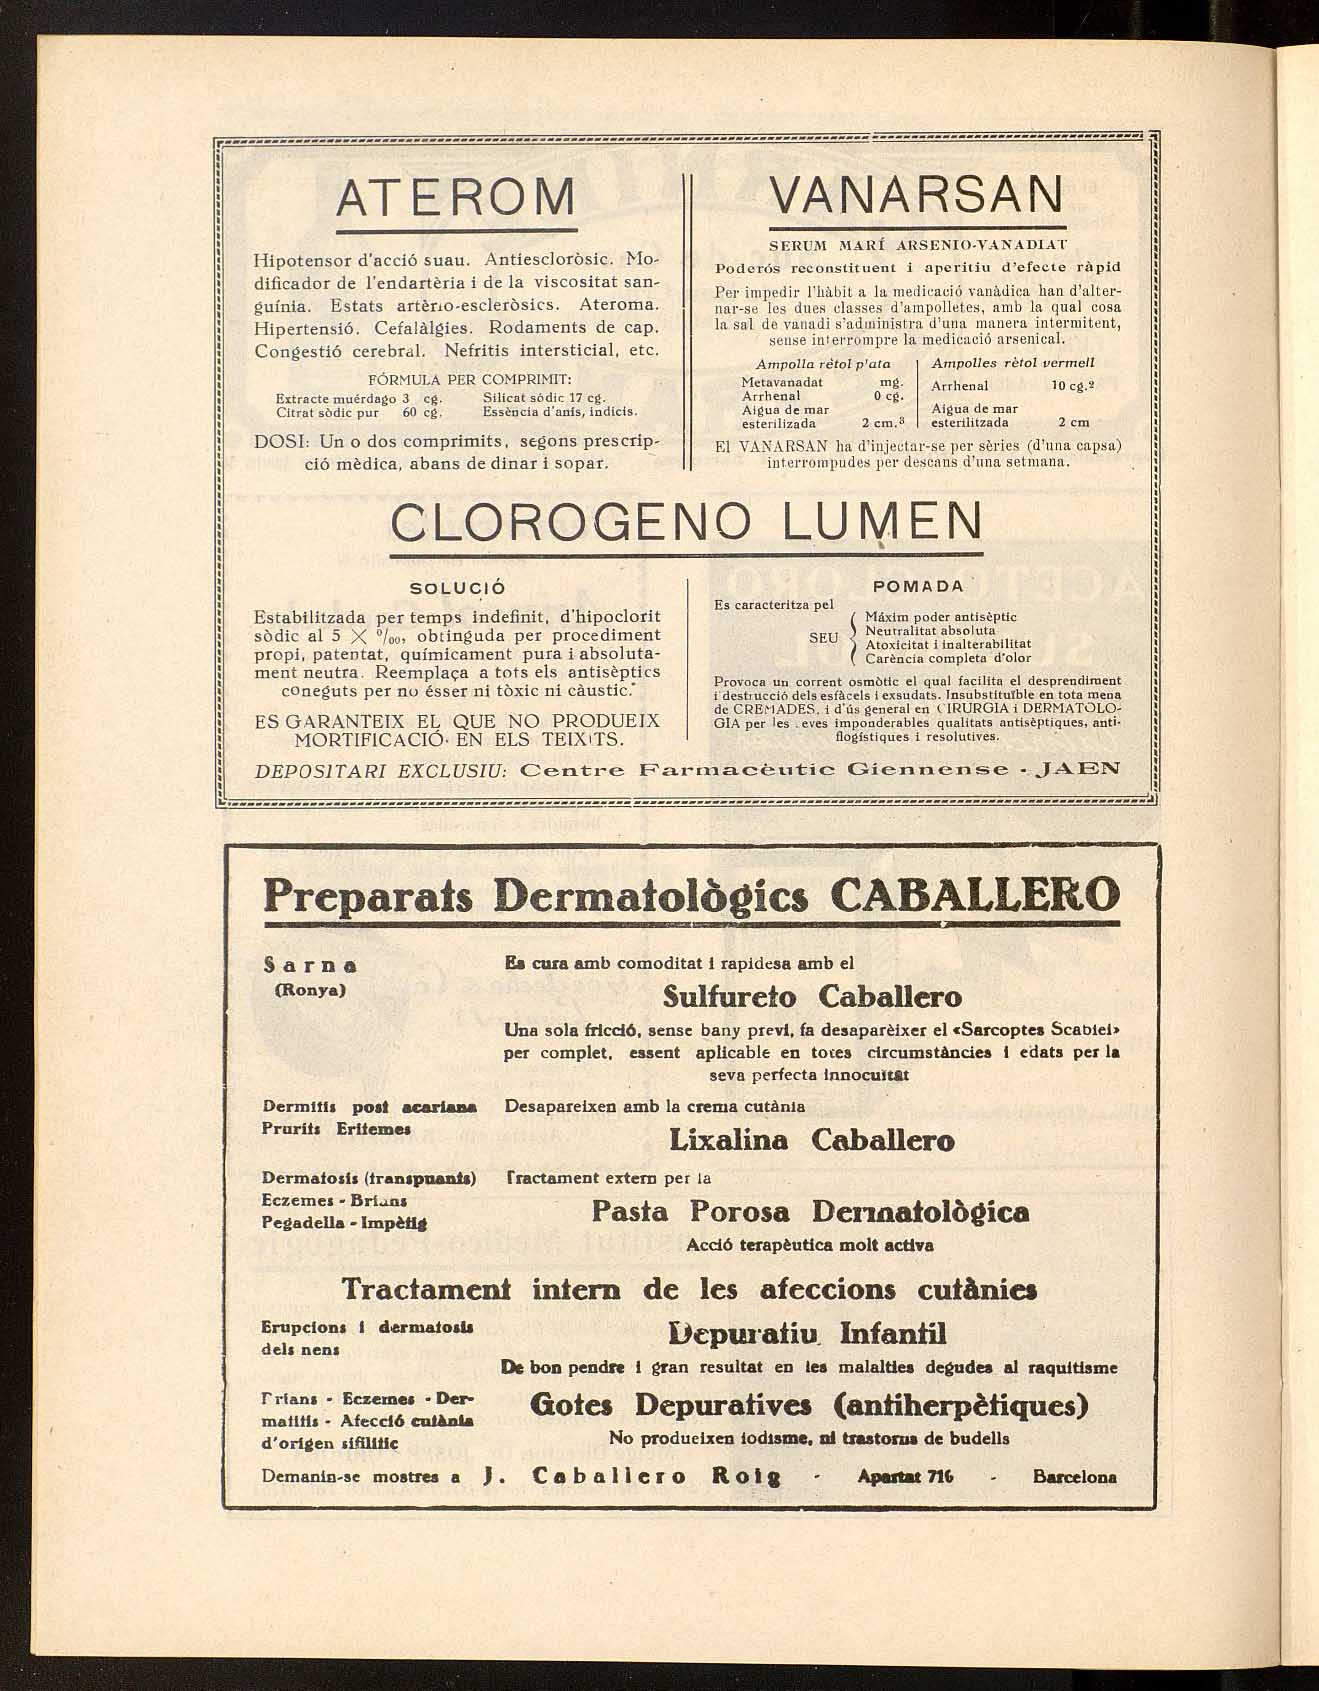 ATEROM
Hipotensor d'acció suau. Antiescloròsic. Mo-
dificador de l'endartèria i de la viscositat san-
guínia. Estats artèrio-escleròsics. Ateroma.
Hipertensió. Cefalàlgies. Rodaments de cap.
Congestió cerebral. Nefritis intersticial, etc.
FÓRMULA PER COMPRIMIT:
Extracte muérdago 3 cg. Silicat sódic 17 cg.
Citrat sòdic pur 60 cg. Essència d'anís, indicis.
DOSI: Un o dos comprimits, segons prescrip-
ció mèdica, abans de dinar i sopar.
VANARSAN
SERUM MARÍ ARSENIO-VANADIAT
Poderós reconstituent i aperitiu d'efecte ràpid
Per impedir l'hàbit a la medicació vanàdica han d'alter-
nar-se les dues classes d'ampolletes, amb la qual cosa
la sal de vanadi s'administra d'una manera intermitent,
sense interrompre la medicació arsenical.
Ampolla rètol p'ata
Metavanadat mg.
Arrhenal 0 cg.
Aigua de mar
esterilizada 2 cm.³
Ampolles rètol vermell
Arrhenal 10 cg.²
Aigua de mar
esterilitzada 2 cm
El VANARSAN ha d'injectar-se per sèries (d'una capsa)
interrompudes per descans d'una setmana.
CLOROGENO LUMEN
SOLUCIÓ
Estabilitzada per temps indefinit, d'hipoclorit
sòdic al 5 X ⁰/₀₀, obtinguda per procediment
propi, patentat, químicament pura i absoluta-
ment neutra. Reemplaça a tots els antisèptics
coneguts per no ésser ni tòxic ni càustic.
ES GARANTEIX EL QUE NO PRODUEIX
MORTIFICACIÓ EN ELS TEIXITS.
POMADA
Es caracteritza pel
SEU
Máxim poder antisèptic
Neutralitat absoluta
Atoxicitat i inalterabilitat
Carència completa d'olor
Provoca un corrent osmòtic el qual facilita el desprendiment
i destrucció dels esfàcels i exsudats. Insubstituïble en tota mena
de CREMADES, i d'ús general en CIRURGIA i DERMATOLO-
GIA per les seves imponderables qualitats antisèptiques, anti-
flogístiques i resolutives.
DEPOSITARI EXCLUSIU: Centre Farmacèutic Giennense - JAEN
Preparats Dermatològics CABALLERO
Sarna
(Ronya)
Es cura amb comoditat i rapidesa amb el
Sulfureto Caballero
Una sola fricció, sense bany previ, fa desaparèixer el «Sarcoptes Scabiei»
per complet, essent aplicable en totes circumstàncies i edats per la
seva perfecta innocuïtat
Dermitis post acariana
Prurits Eritemes
Desapareixen amb la crema cutània
Lixalina Caballero
Dermatosis (transpuants)
Eczemes - Brians
Pegadella - Impètig
Tractament extern per la
Pasta Porosa Dermatològica
Acció terapèutica molt activa
Tractament intern de les afeccions cutànies
Erupcions i dermatosis
dels nens
Depuratiu Infantil
De bon pendre i gran resultat en les malalties degudes al raquitisme
Brians - Eczemes - Der-
matitis - Afecció cutània
d'origen sifilític
Gotes Depuratives (antiherpètiques)
No produeixen iodisme, ni trastorns de budells
Demanin-se mostres a J. Caballero Roig - Apartat 716 - Barcelona